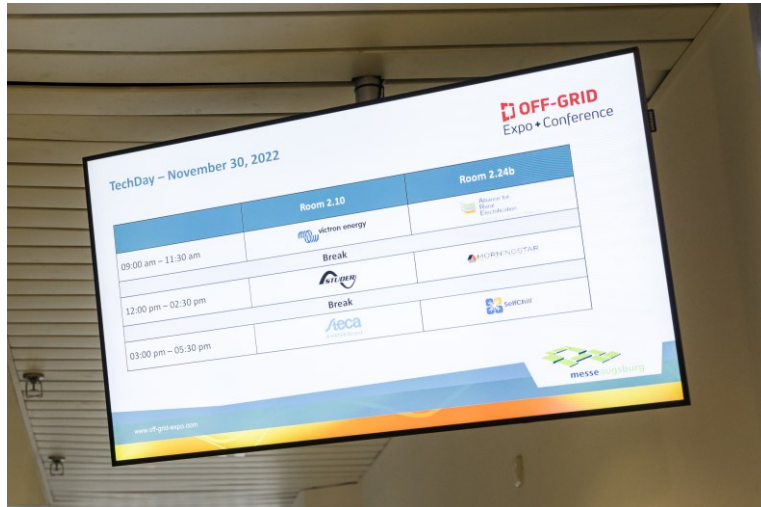 OFF-GRID
Expo+Conference
TechDay – November 30, 2022
Room 2.10
Room 2.24b
09:00 am – 11:30 am
victron energy
Alliance for
Rural
Electrification
Break
12:00 pm – 02:30 pm
STUDER
MORNINGSTAR
Break
03:00 pm – 05:30 pm
Steca
SelfChill
messe augsburg
www.off-grid-expo.com